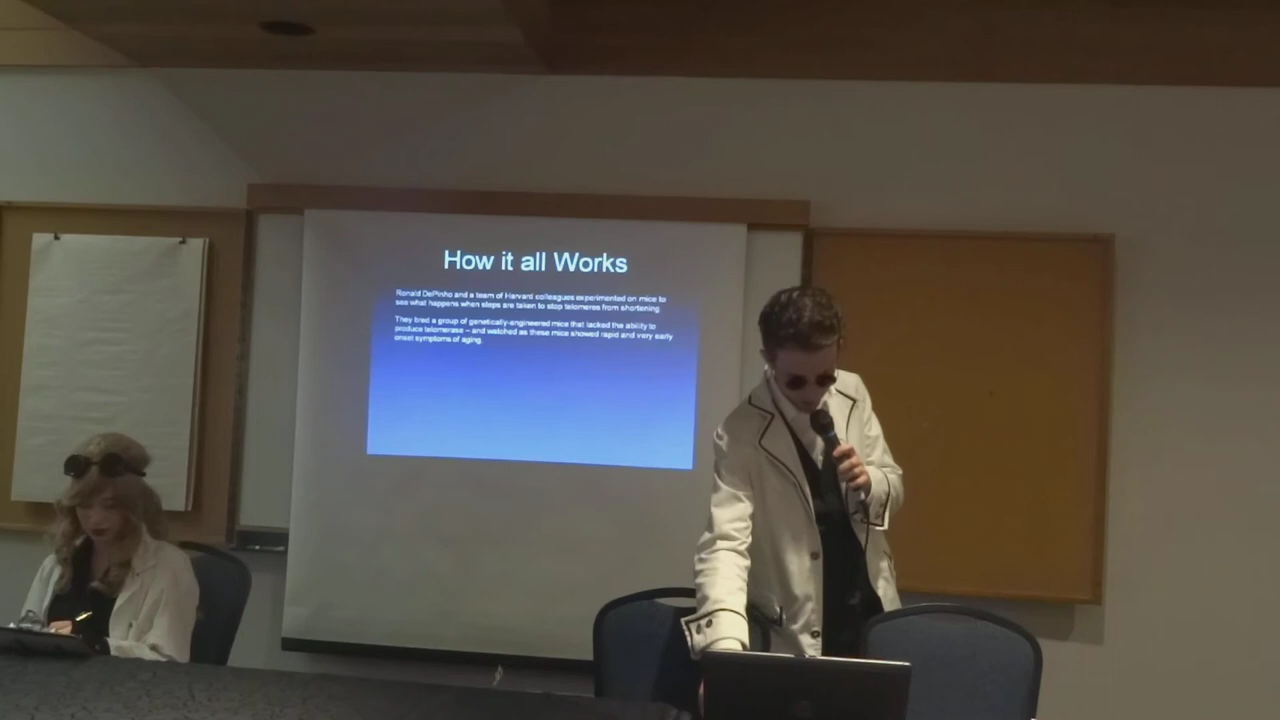 How it all Works
Ronald DePinho and a team of Harvard colleagues experimented on mice to
see what happens when steps are taken to stop telomeres from shortening.
They bred a group of genetically-engineered mice that lacked the ability to
produce telomerase – and watched as these mice showed rapid and very early
onset symptoms of aging.